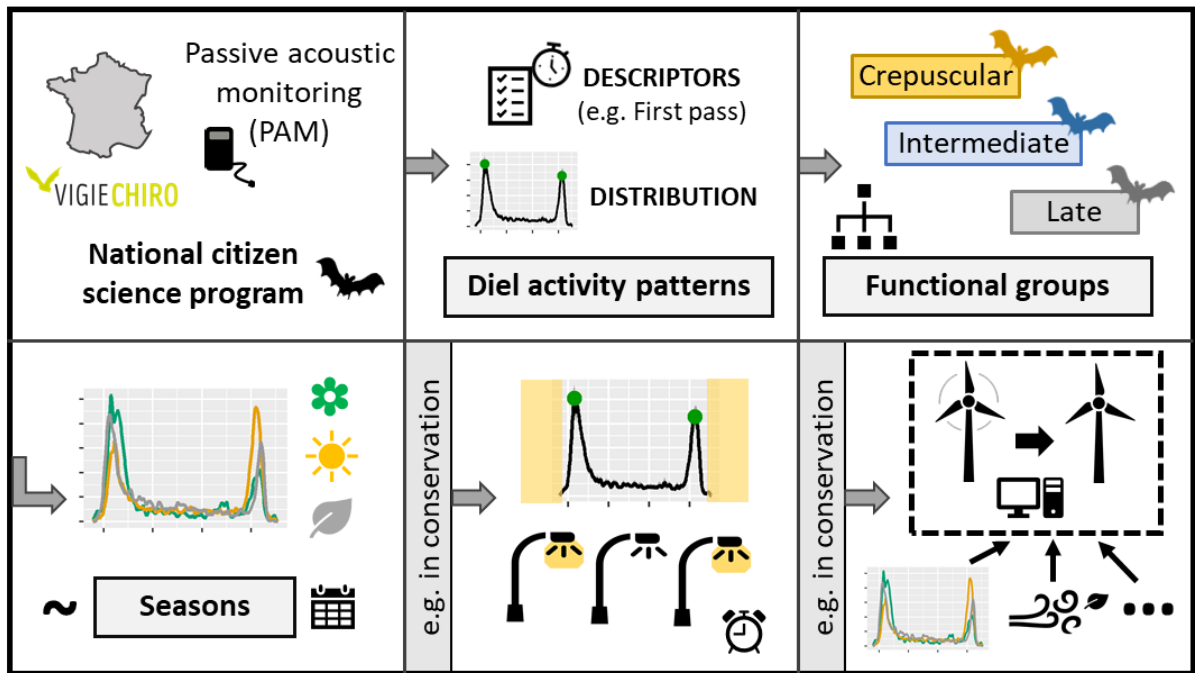 Passive acoustic
monitoring
(PAM)
VIGIECHIRO
National citizen
science program
DESCRIPTORS
(e.g. First pass)
DISTRIBUTION
Diel activity patterns
Crepuscular
Intermediate
Late
Functional groups
~ Seasons
e.g. in conservation
e.g. in conservation